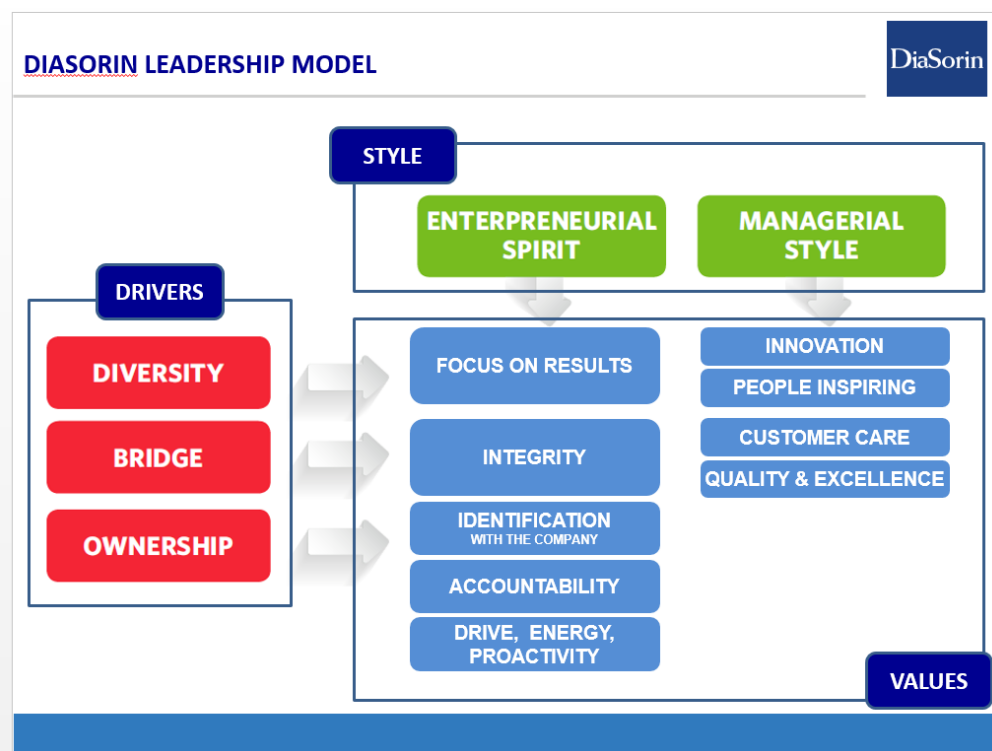 DIASORIN LEADERSHIP MODEL
DiaSorin
STYLE
ENTERPRENEURIAL
SPIRIT
MANAGERIAL
STYLE
DRIVERS
DIVERSITY
BRIDGE
OWNERSHIP
FOCUS ON RESULTS
INTEGRITY
IDENTIFICATION
WITH THE COMPANY
ACCOUNTABILITY
DRIVE, ENERGY,
PROACTIVITY
INNOVATION
PEOPLE INSPIRING
CUSTOMER CARE
QUALITY & EXCELLENCE
VALUES